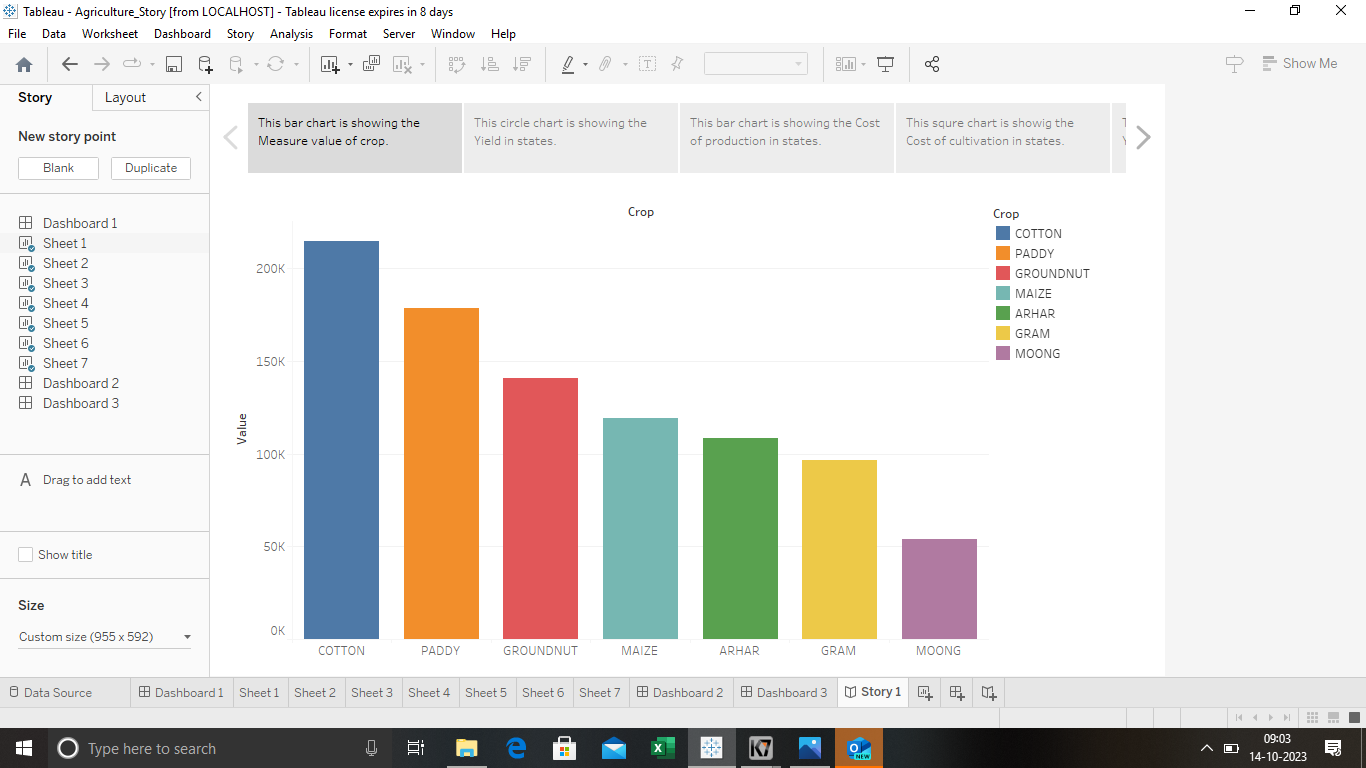 Tableau - Agriculture_Story [from LOCALHOST] - Tableau license expires in 8 days
File Data Worksheet Dashboard Story Analysis Format Server Window Help
Show Me
Story Layout
New story point
Blank Duplicate
Dashboard 1
Sheet 1
Sheet 2
Sheet 3
Sheet 4
Sheet 5
Sheet 6
Sheet 7
Dashboard 2
Dashboard 3
A Drag to add text
Show title
Size
Custom size (955 x 592)
This bar chart is showing the
Measure value of crop.
This circle chart is showing the
Yield in states.
This bar chart is showing the Cost
of production in states.
This squre chart is showig the
Cost of cultivation in states.
Crop
Value
200K
150K
100K
50K
0K
COTTON PADDY GROUNDNUT MAIZE ARHAR GRAM MOONG
Crop
COTTON
PADDY
GROUNDNUT
MAIZE
ARHAR
GRAM
MOONG
Data Source Dashboard 1 Sheet 1 Sheet 2 Sheet 3 Sheet 4 Sheet 5 Sheet 6 Sheet 7 Dashboard 2 Dashboard 3 Story 1
Type here to search
K7
NEW
09:03
14-10-2023